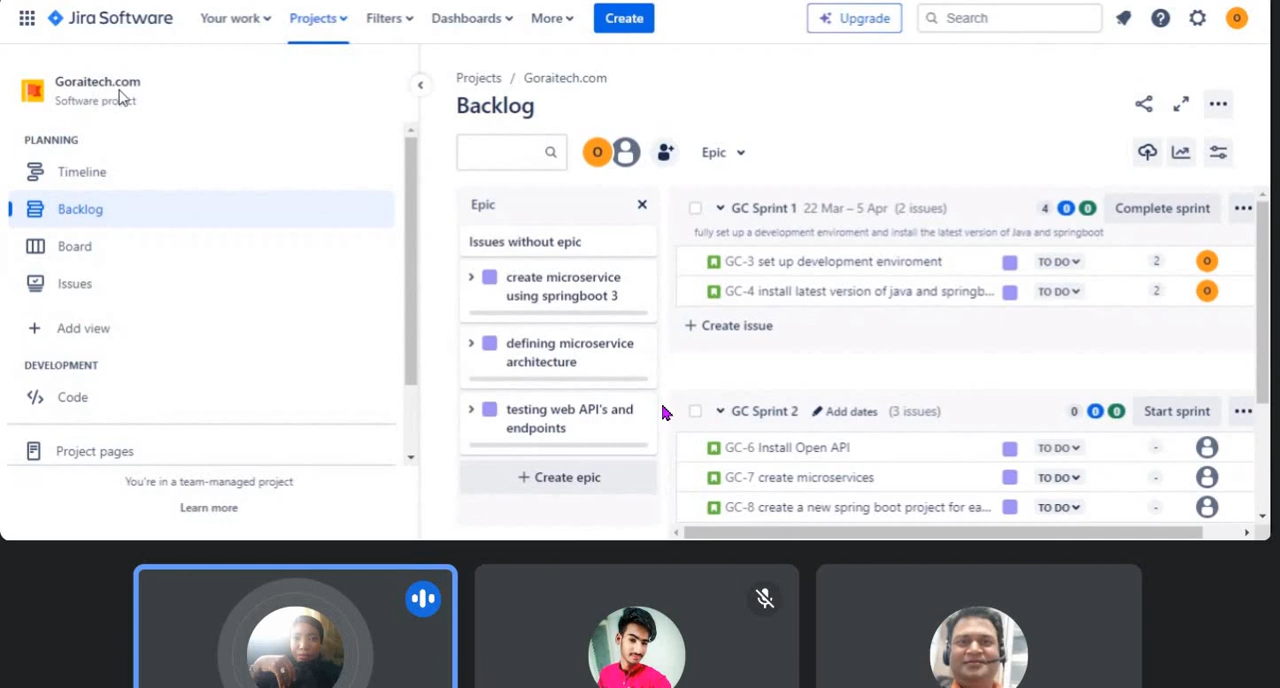 Jira Software
Your work
Projects
Filters
Dashboards
More
Create
Upgrade
Search
O
Goraitech.com
Software project
PLANNING
Timeline
Backlog
Board
Issues
Add view
DEVELOPMENT
Code
Project pages
You're in a team-managed project
Learn more
Projects / Goraitech.com
Backlog
O
Epic
Epic
Issues without epic
create microservice
using springboot 3
defining microservice
architecture
testing web API's and
endpoints
+ Create epic
GC Sprint 1 22 Mar – 5 Apr (2 issues) 4 0 0 Complete sprint
fully set up a development enviroment and install the latest version of Java and springboot
GC-3 set up development enviroment TO DO 2 O
GC-4 install latest version of java and springb... TO DO 2 O
+ Create issue
GC Sprint 2 Add dates (3 issues) 0 0 0 Start sprint
GC-6 Install Open API TO DO -
GC-7 create microservices TO DO -
GC-8 create a new spring boot project for ea... TO DO -